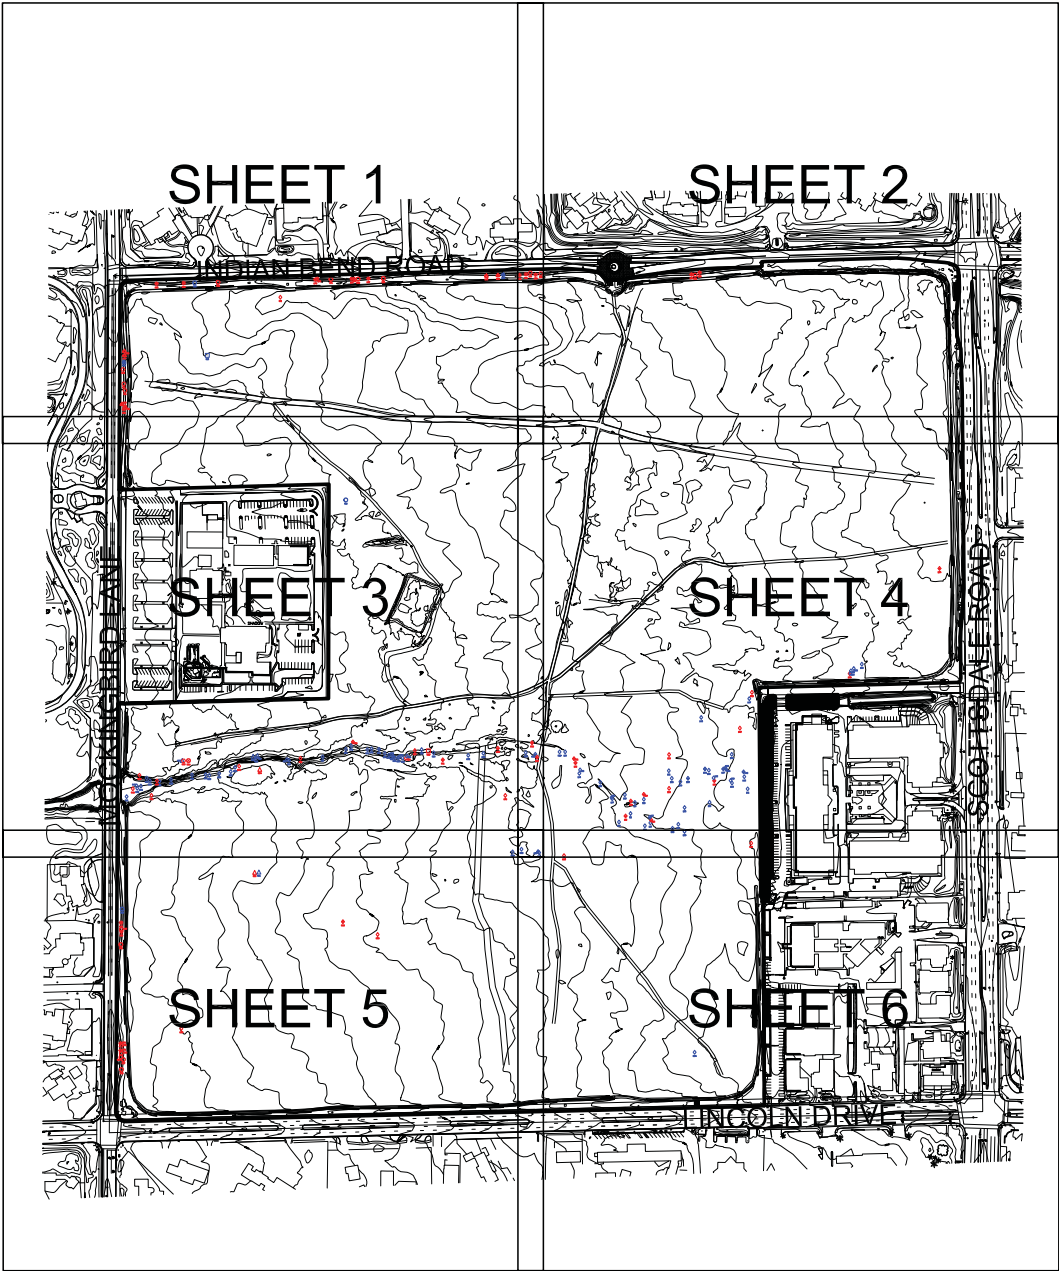 SHEET 1
SHEET 2
INDIAN BEND ROAD
SHEET 3
SHEET 4
MOCKINGBIRD LANE
SCOTTSDALE ROAD
SHEET 5
SHEET 6
LINCOLN DRIVE